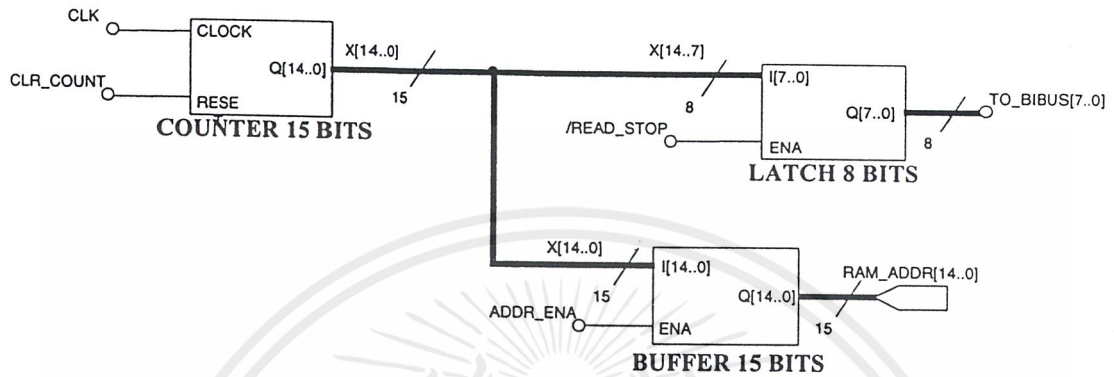 CLK
CLOCK
X[14..0]
X[14..7]
Q[14..0]
I[7..0]
CLR_COUNT
15
8
TO_BIBUS[7..0]
RESE
Q[7..0]
COUNTER 15 BITS
/READ_STOP
8
ENA
LATCH 8 BITS
X[14..0]
I[14..0]
RAM_ADDR[14..0]
15
Q[14..0]
ADDR_ENA
15
ENA
BUFFER 15 BITS